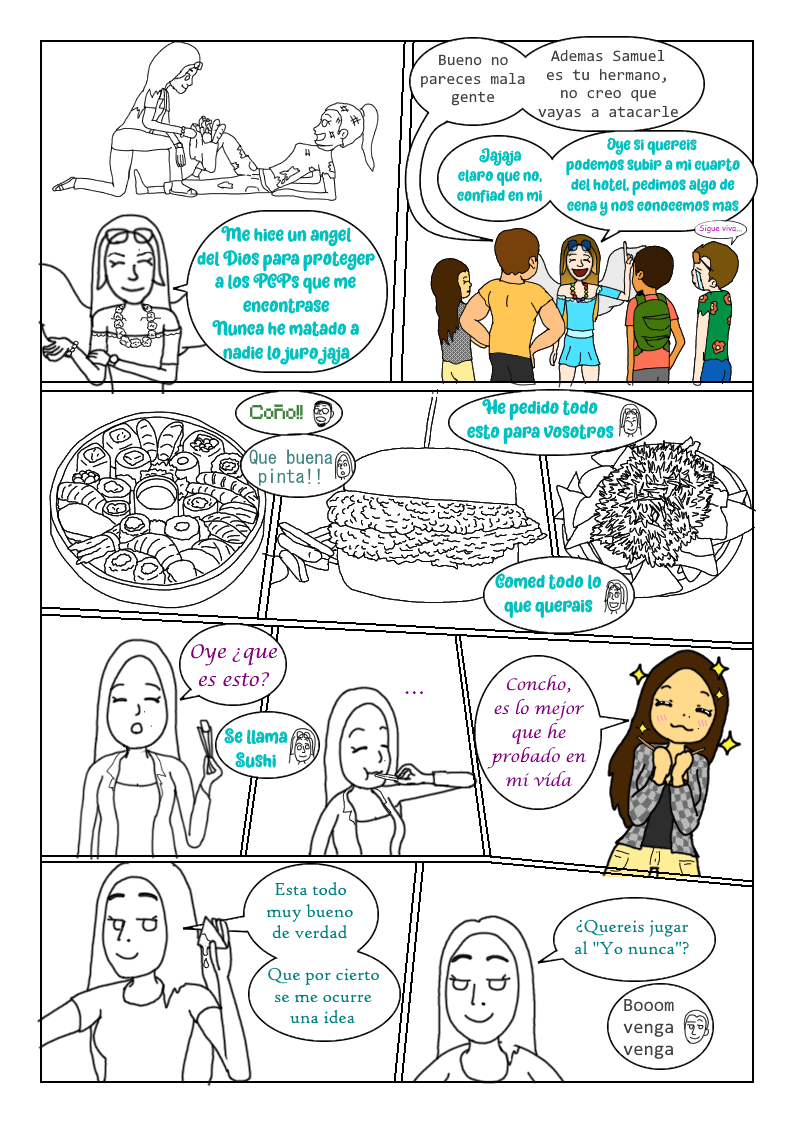 Me hice un angel
del Dios para proteger
a los PEPs que me
encontrase
Nunca he matado a
nadie lo juro jaja
Bueno no
pareces mala
gente
Ademas Samuel
es tu hermano,
no creo que
vayas a atacarle
Jajaja
claro que no,
confiad en mi
Oye si quereis
podemos subir a mi cuarto
del hotel, pedimos algo de
cena y nos conocemos mas
Sigue viva...
Coño!!
Que buena
pinta!!
He pedido todo
esto para vosotros
Comed todo lo
que querais
Oye ¿que
es esto?
Se llama
Sushi
...
Concho,
es lo mejor
que he
probado en
mi vida
Esta todo
muy bueno
de verdad
Que por cierto
se me ocurre
una idea
¿Quereis jugar
al "Yo nunca"?
Booom
venga
venga